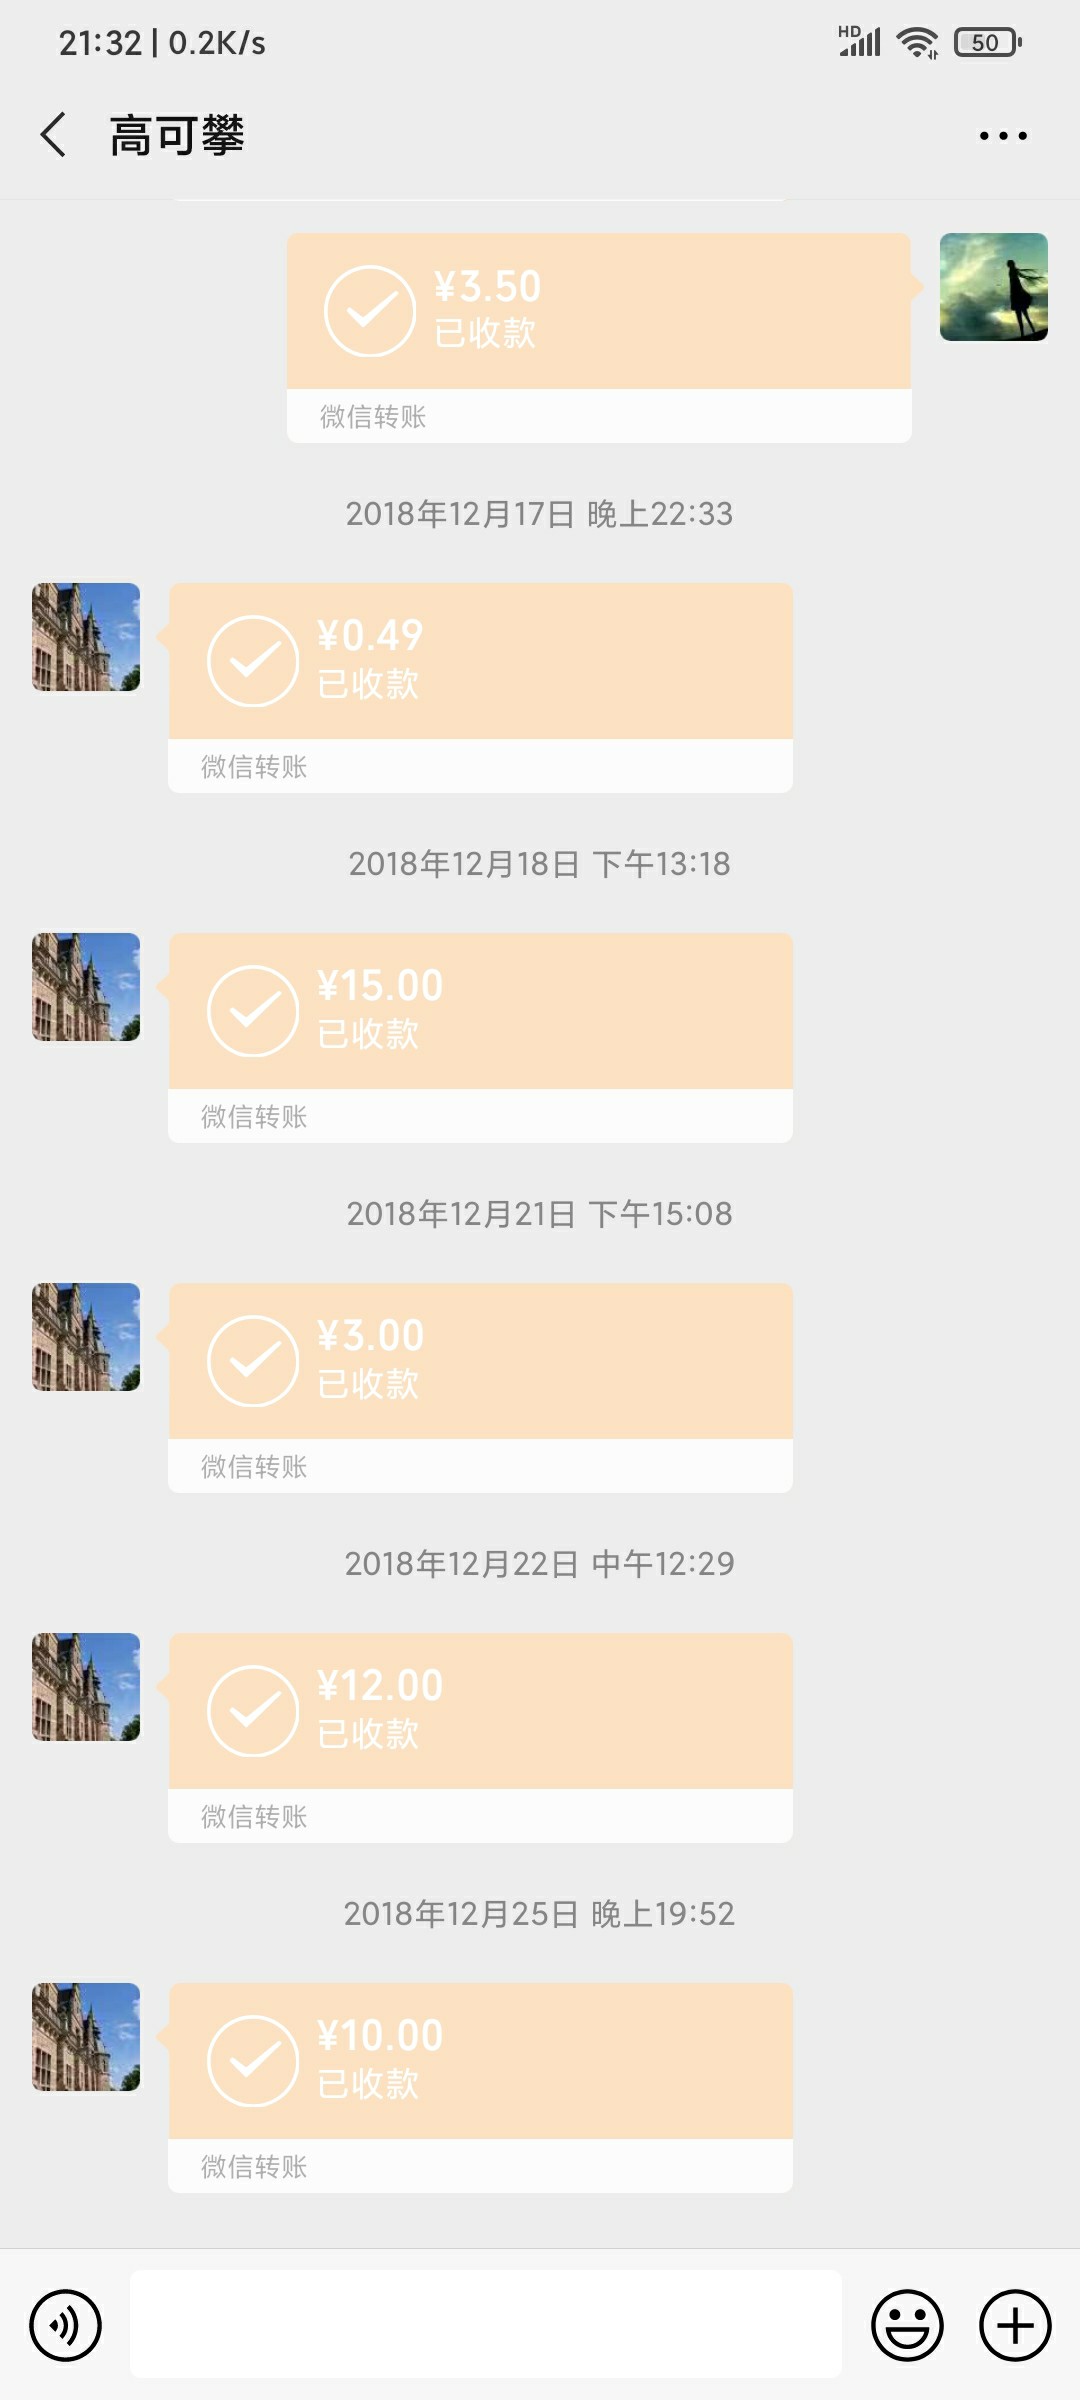 21:32 | 0.2K/s
HD
50
高可攀
¥3.50
已收款
微信转账
2018年12月17日 晚上22:33
¥0.49
已收款
微信转账
2018年12月18日 下午13:18
¥15.00
已收款
微信转账
2018年12月21日 下午15:08
¥3.00
已收款
微信转账
2018年12月22日 中午12:29
¥12.00
已收款
微信转账
2018年12月25日 晚上19:52
¥10.00
已收款
微信转账